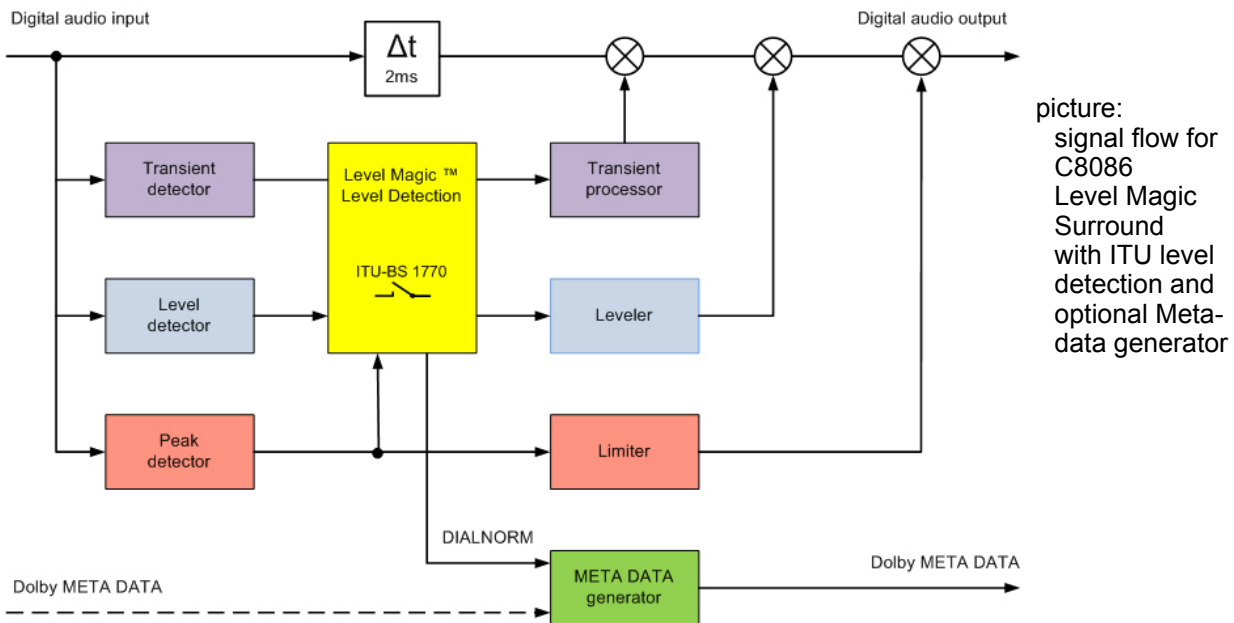 Digital audio input
Digital audio output
Δt
2ms
picture:
signal flow for
C8086
Level Magic
Surround
with ITU level
detection and
optional Meta-
data generator
Transient
detector
Level Magic ™
Level Detection
ITU-BS 1770
Transient
processor
Level
detector
Leveler
Peak
detector
Limiter
DIALNORM
Dolby META DATA
META DATA
generator
Dolby META DATA